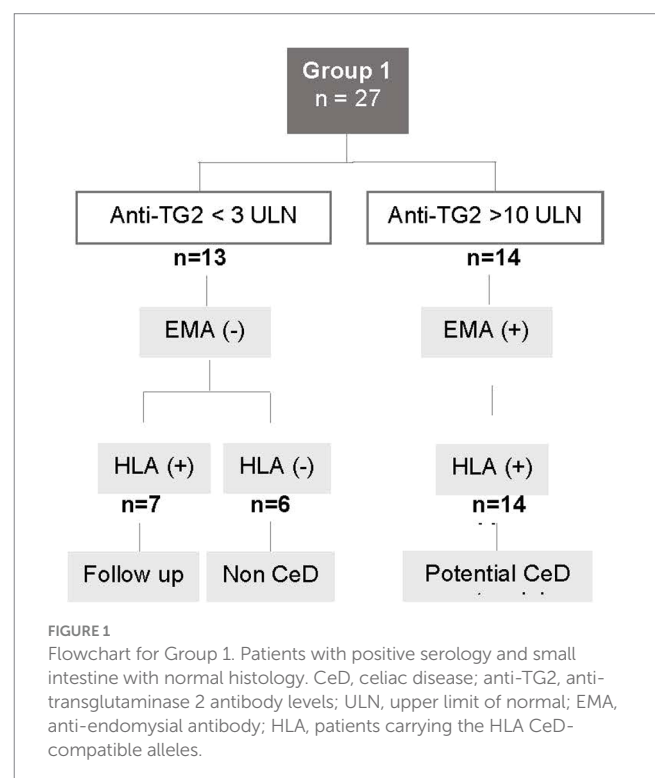 Group 1
n = 27
Anti-TG2 < 3 ULN
Anti-TG2 >10 ULN
n=13
n=14
EMA (-)
EMA (+)
HLA (+)
HLA (-)
HLA (+)
n=7
n=6
n=14
Follow up
Non CeD
Potential CeD
FIGURE 1
Flowchart for Group 1. Patients with positive serology and small
intestine with normal histology. CeD, celiac disease; anti-TG2, anti-
transglutaminase 2 antibody levels; ULN, upper limit of normal; EMA,
anti-endomysial antibody; HLA, patients carrying the HLA CeD-
compatible alleles.